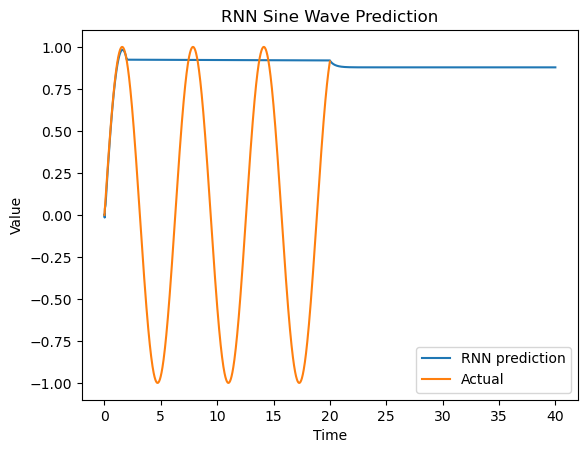 RNN Sine Wave Prediction
1.00
0.75
0.50
0.25
0.00
−0.25
−0.50
−0.75
−1.00
Value
RNN prediction
Actual
0 5 10 15 20 25 30 35 40
Time